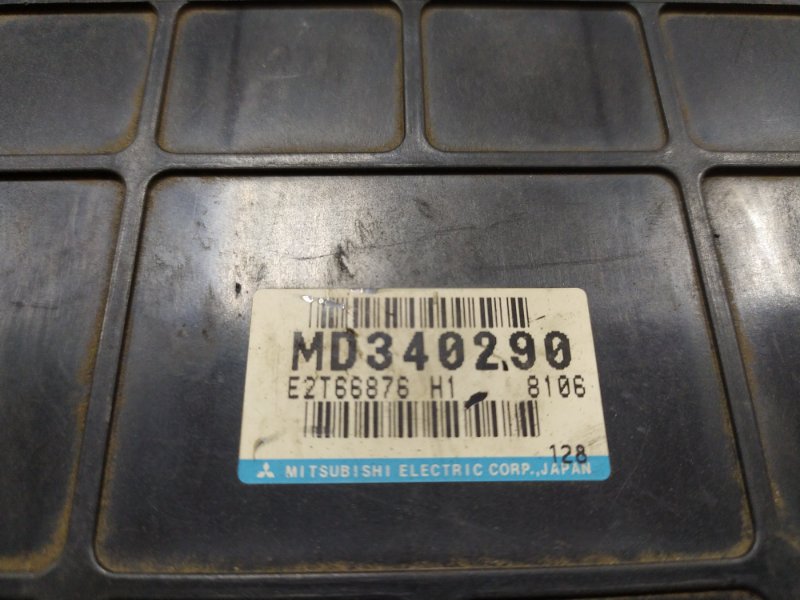 H
MD340290
E2T66876 H1 8106
128
MITSUBISHI ELECTRIC CORP.,JAPAN